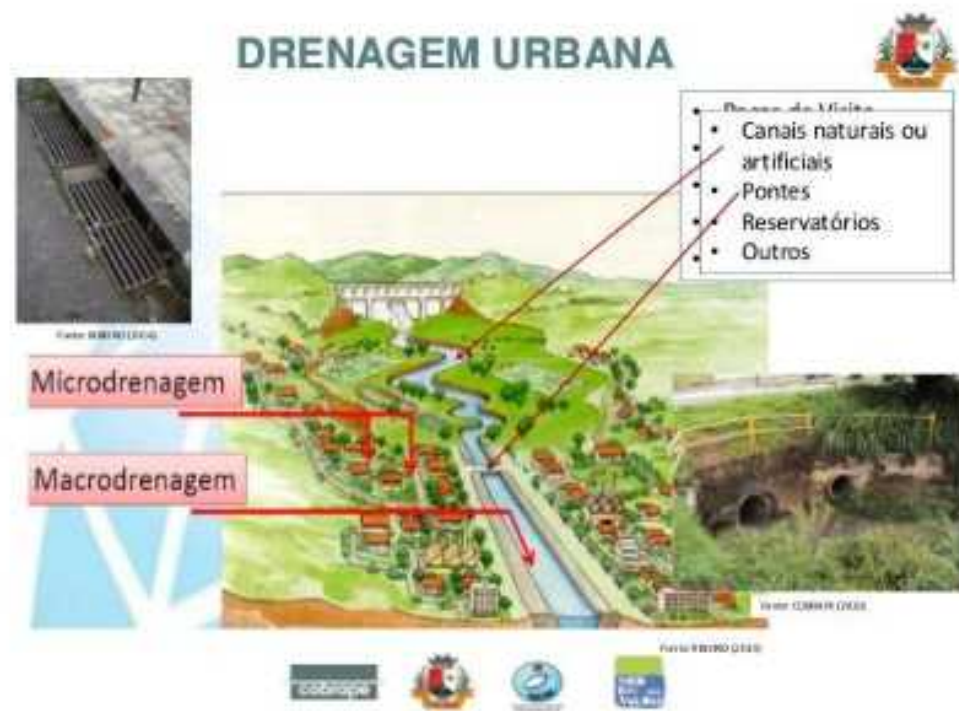 DRENAGEM URBANA
Canais naturais ou
artificiais
Pontes
Reservatórios
Outros
Microdrenagem
Macrodrenagem
cobrape